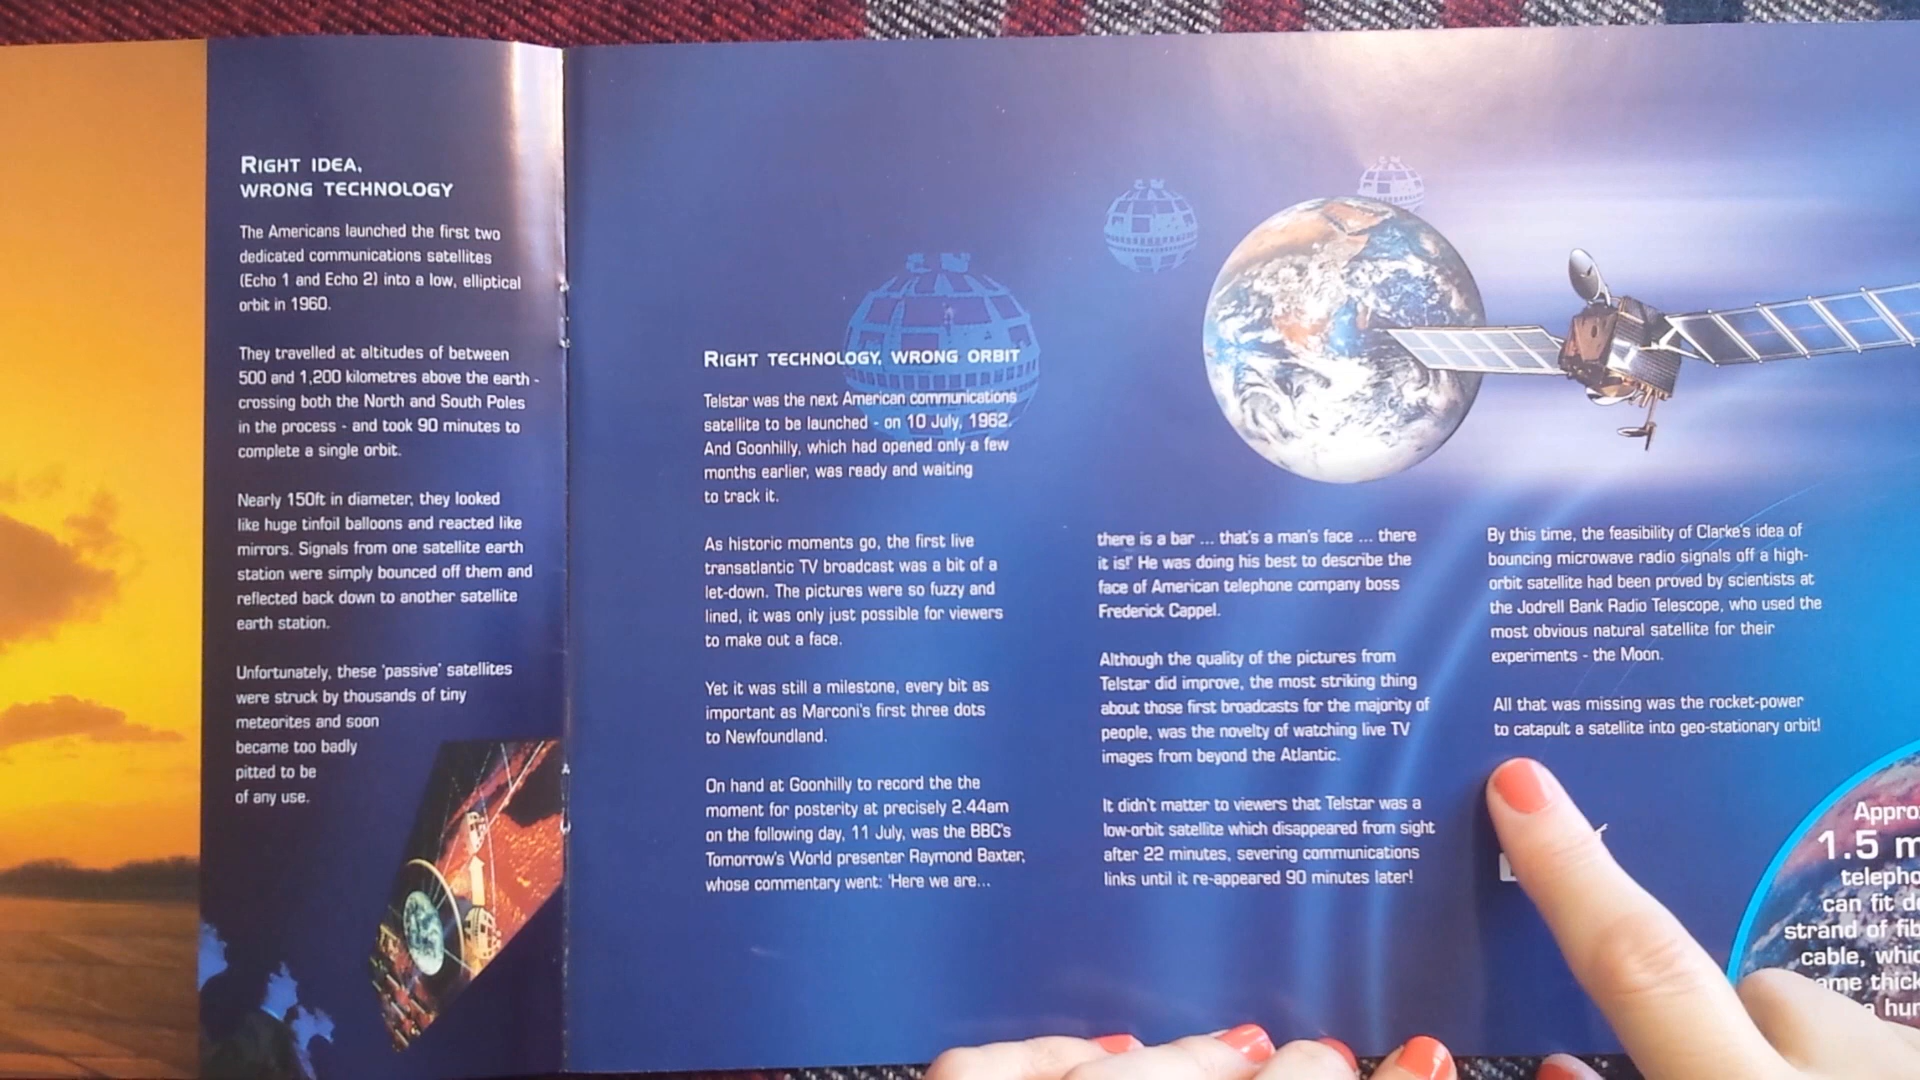 RIGHT IDEA,
WRONG TECHNOLOGY
The Americans launched the first two
dedicated communications satellites
(Echo 1 and Echo 2) into a low, elliptical
orbit in 1960.
They travelled at altitudes of between
500 and 1,200 kilometres above the earth -
crossing both the North and South Poles
in the process - and took 90 minutes to
complete a single orbit.
Nearly 150ft in diameter, they looked
like huge tinfoil balloons and reacted like
mirrors. Signals from one satellite earth
station were simply bounced off them and
reflected back down to another satellite
earth station.
Unfortunately, these 'passive' satellites
were struck by thousands of tiny
meteorites and soon
became too badly
pitted to be
of any use.
RIGHT TECHNOLOGY, WRONG ORBIT
Telstar was the next American communications
satellite to be launched - on 10 July, 1962.
And Goonhilly, which had opened only a few
months earlier, was ready and waiting
to track it.
As historic moments go, the first live
transatlantic TV broadcast was a bit of a
let-down. The pictures were so fuzzy and
lined, it was only just possible for viewers
to make out a face.
Yet it was still a milestone, every bit as
important as Marconi's first three dots
to Newfoundland.
On hand at Goonhilly to record the the
moment for posterity at precisely 2.44am
on the following day, 11 July, was the BBC's
Tomorrow's World presenter Raymond Baxter,
whose commentary went: 'Here we are...
there is a bar ... that's a man's face ... there
it is!' He was doing his best to describe the
face of American telephone company boss
Frederick Cappel.
Although the quality of the pictures from
Telstar did improve, the most striking thing
about those first broadcasts for the majority of
people, was the novelty of watching live TV
images from beyond the Atlantic.
It didn't matter to viewers that Telstar was a
low-orbit satellite which disappeared from sight
after 22 minutes, severing communications
links until it re-appeared 90 minutes later!
By this time, the feasibility of Clarke's idea of
bouncing microwave radio signals off a high-
orbit satellite had been proved by scientists at
the Jodrell Bank Radio Telescope, who used the
most obvious natural satellite for their
experiments - the Moon.
All that was missing was the rocket-power
to catapult a satellite into geo-stationary orbit!
Appro
1.5 m
telepho
can fit d
strand of fib
cable, whic
ame thick
a hur